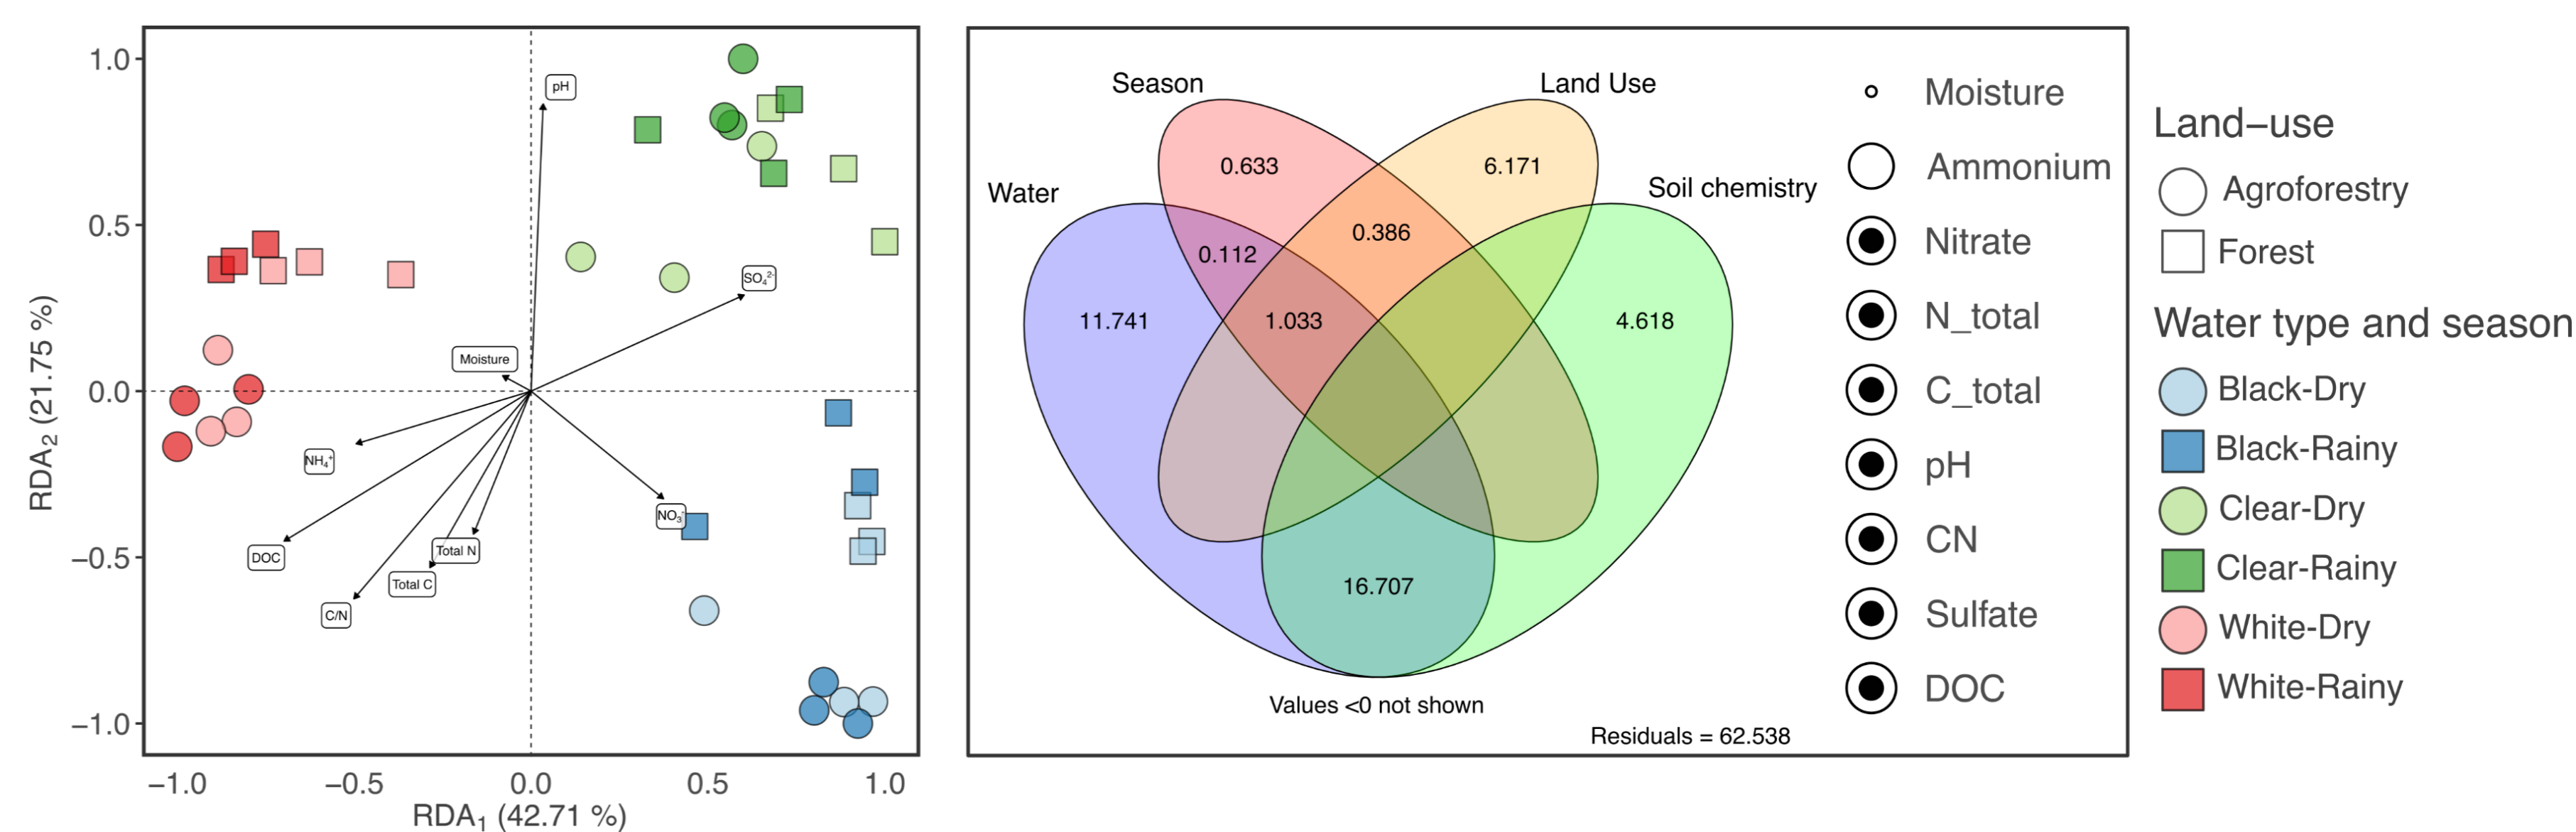 1.0
0.5
0.0
−0.5
−1.0
RDA₂ (21.75 %)
−1.0
−0.5
0.0
0.5
1.0
RDA₁ (42.71 %)
pH
SO₄²⁻
Moisture
NH₄⁺
NO₃⁻
DOC
Total N
Total C
C/N
Season
Land Use
Water
Soil chemistry
0.633
6.171
0.386
0.112
11.741
1.033
4.618
16.707
Values <0 not shown
Residuals = 62.538
Moisture
Ammonium
Nitrate
N_total
C_total
pH
CN
Sulfate
DOC
Land−use
Agroforestry
Forest
Water type and season
Black-Dry
Black-Rainy
Clear-Dry
Clear-Rainy
White-Dry
White-Rainy